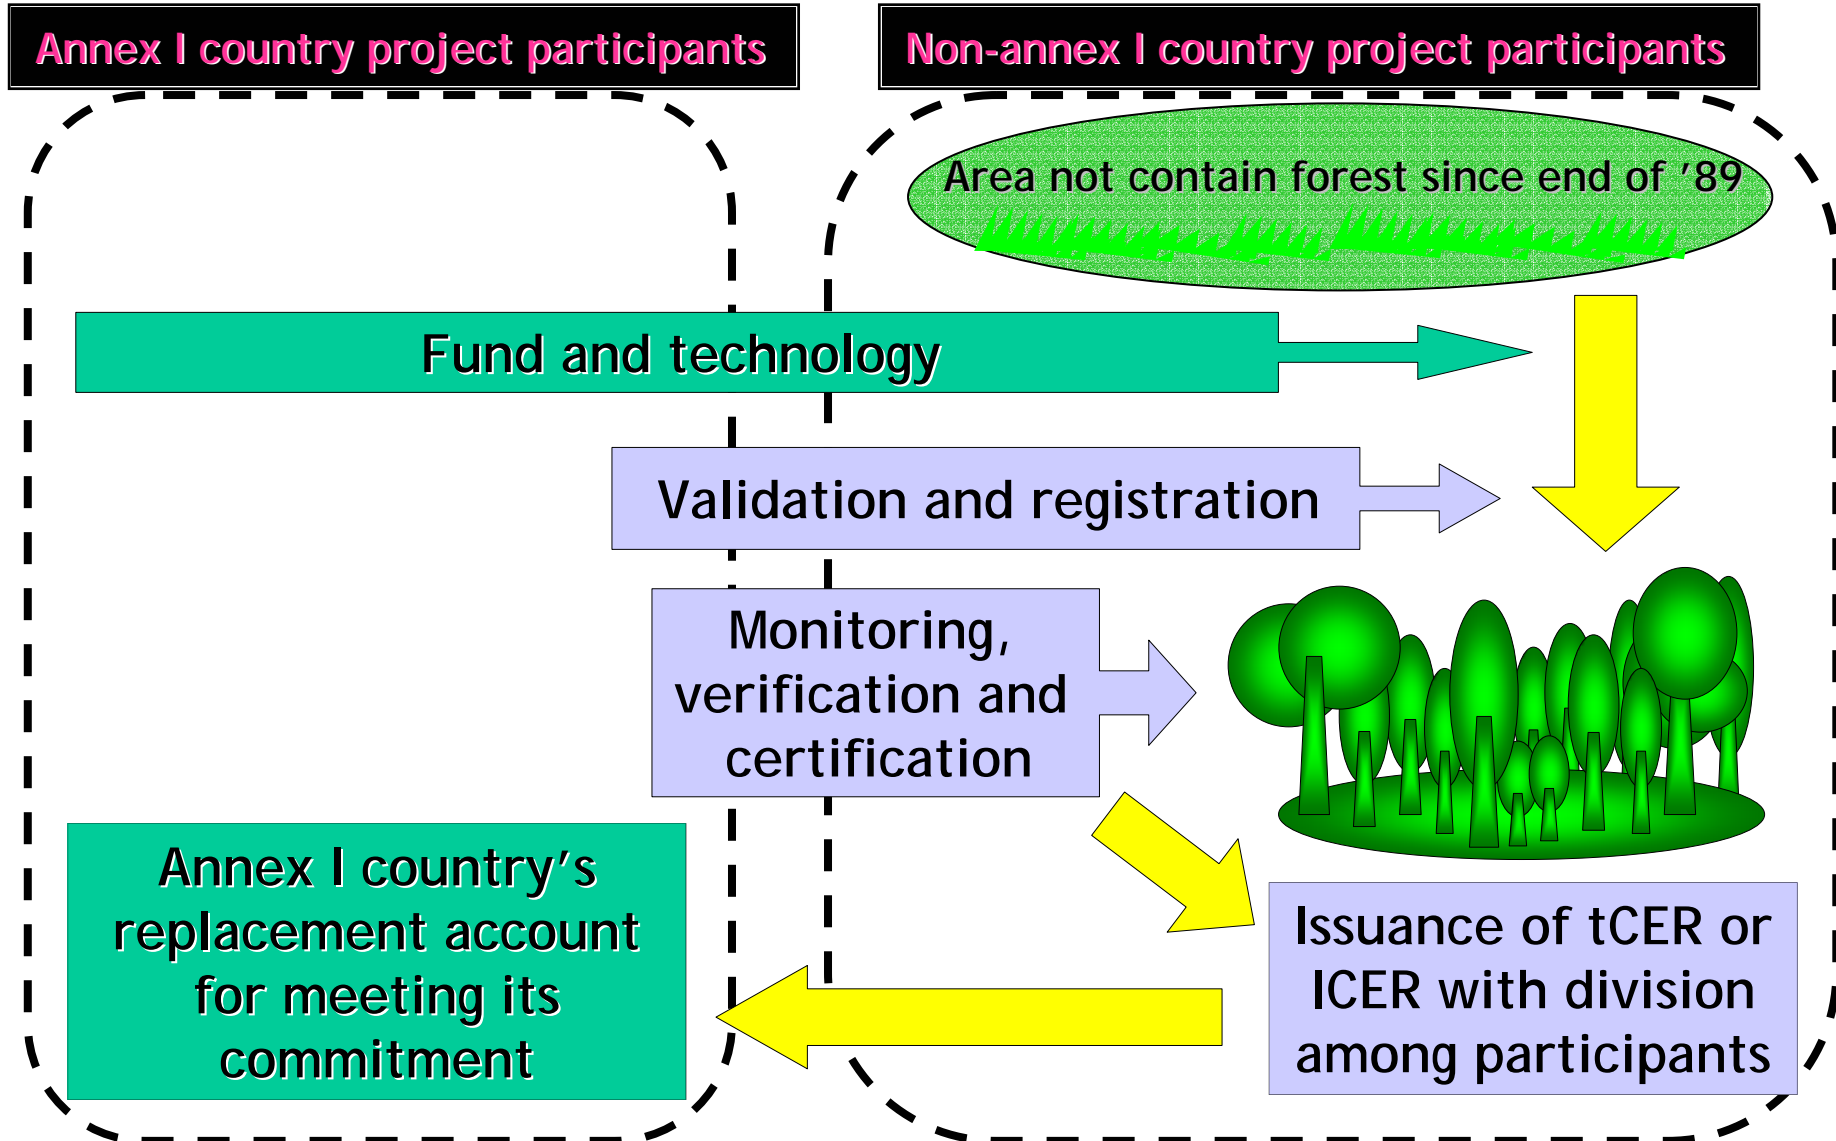 Annex I country project participants
Non-annex I country project participants
Area not contain forest since end of '89
Fund and technology
Validation and registration
Monitoring,
verification and
certification
Annex I country's
replacement account
for meeting its
commitment
Issuance of tCER or
lCER with division
among participants